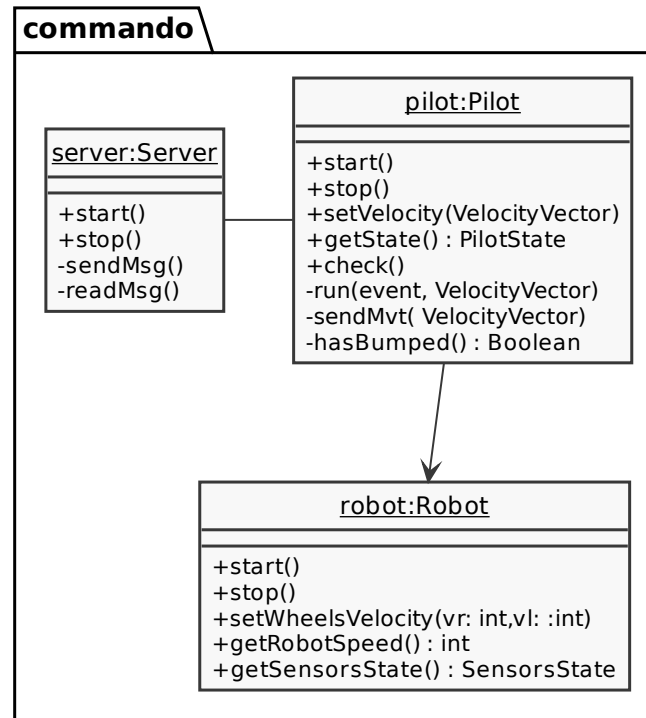 commando
server:Server
+start()
+stop()
-sendMsg()
-readMsg()
pilot:Pilot
+start()
+stop()
+setVelocity(VelocityVector)
+getState() : PilotState
+check()
-run(event, VelocityVector)
-sendMvt( VelocityVector)
-hasBumped() : Boolean
robot:Robot
+start()
+stop()
+setWheelsVelocity(vr: int,vl: :int)
+getRobotSpeed() : int
+getSensorsState() : SensorsState